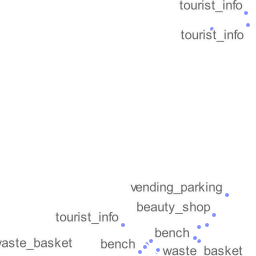 tourist_info
tourist_info
vending_parking
beauty_shop
tourist_info
bench
waste_basket
bench
waste_basket